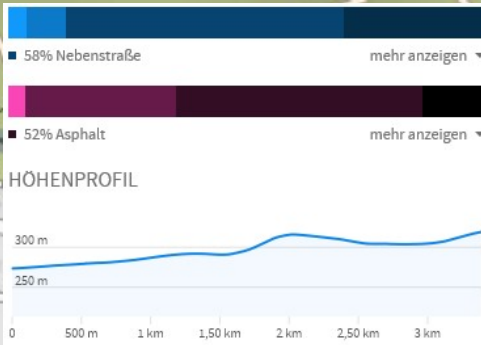 58% Nebenstraße mehr anzeigen
52% Asphalt mehr anzeigen
HÖHENPROFIL
300 m
250 m
0 500 m 1 km 1,50 km 2 km 2,50 km 3 km